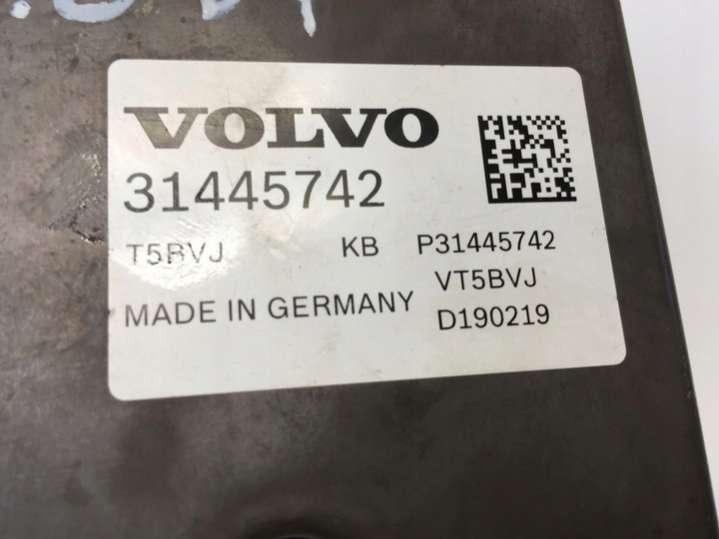 VOLVO
31445742
T5BVJ KB P31445742
VT5BVJ
MADE IN GERMANY
D190219